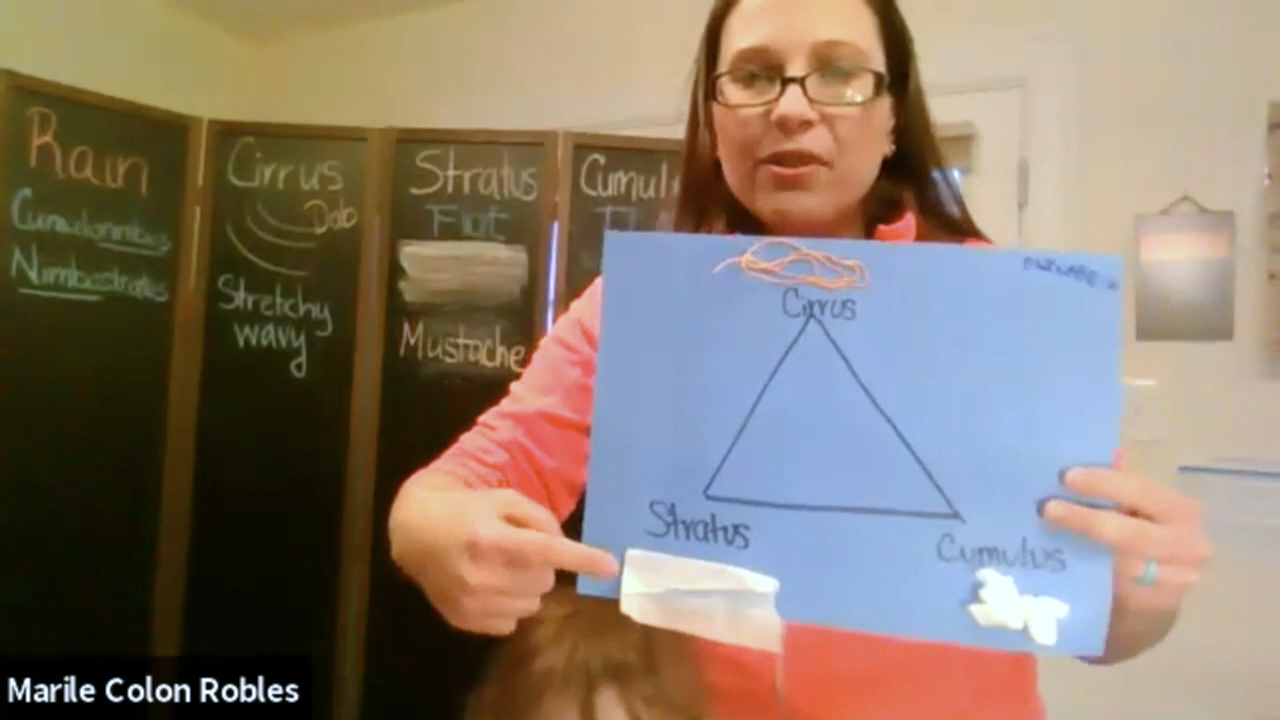 Rain
Cumulonimbus
Nimbostratus
Cirrus
Dab
Stretchy
wavy
Stratus
Flat
Mustache
Cirrus
Stratus
Cumulus
Marile Colon Robles